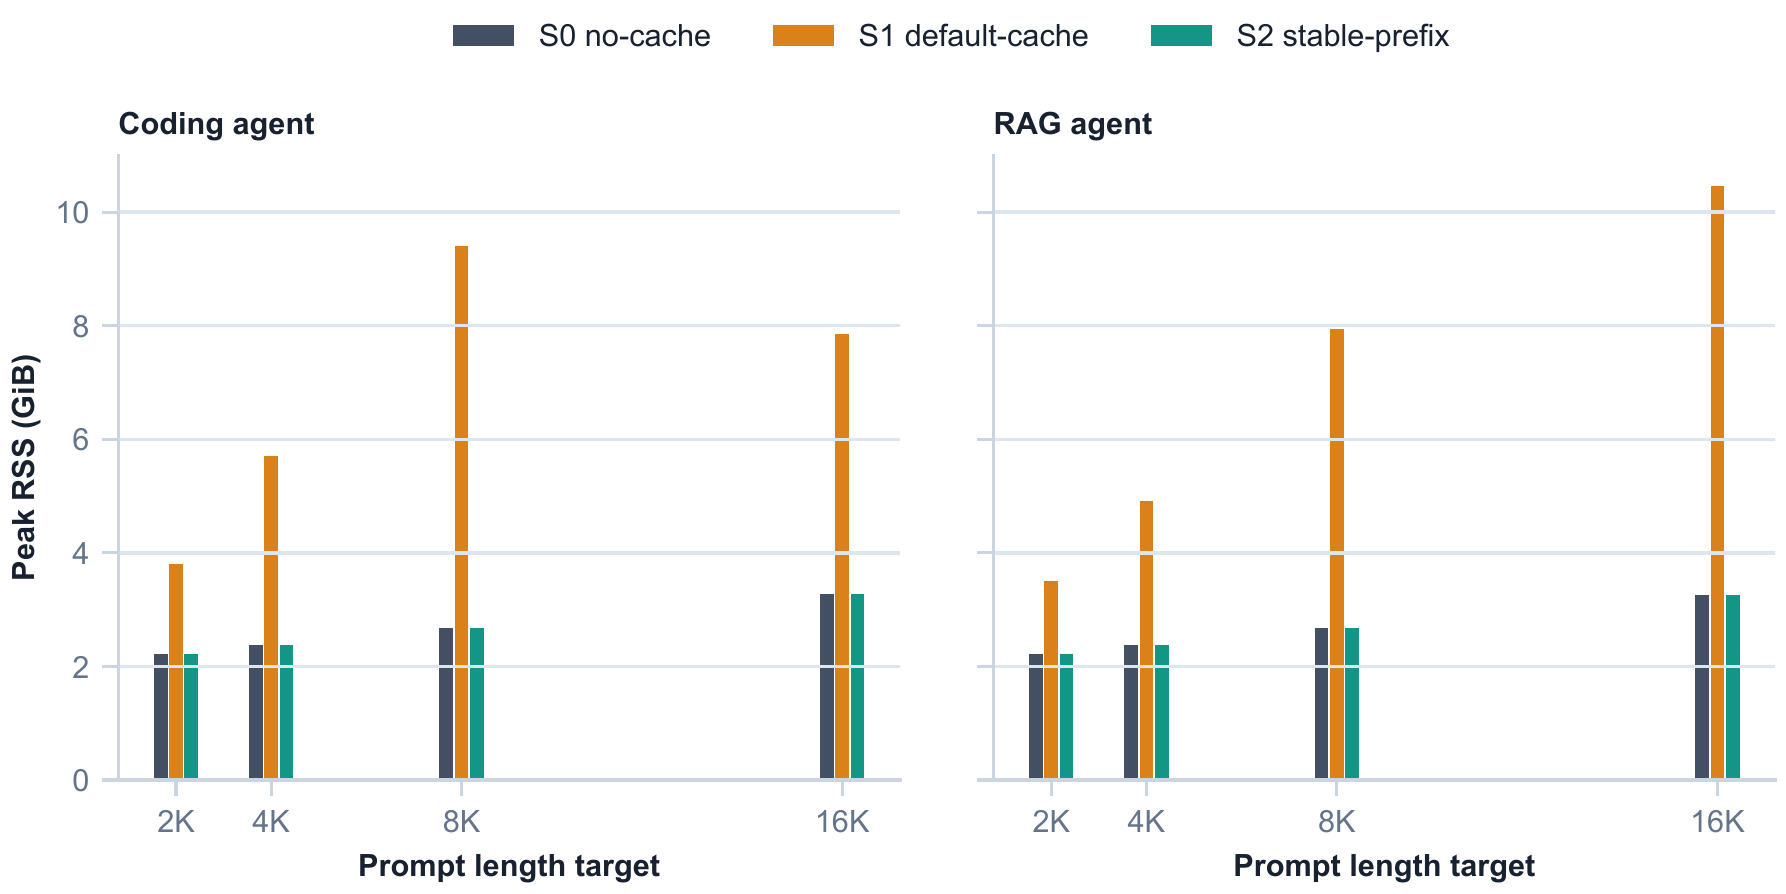 S0 no-cache S1 default-cache S2 stable-prefix
Coding agent
RAG agent
Peak RSS (GiB)
10
8
6
4
2
0
2K 4K 8K 16K
2K 4K 8K 16K
Prompt length target
Prompt length target